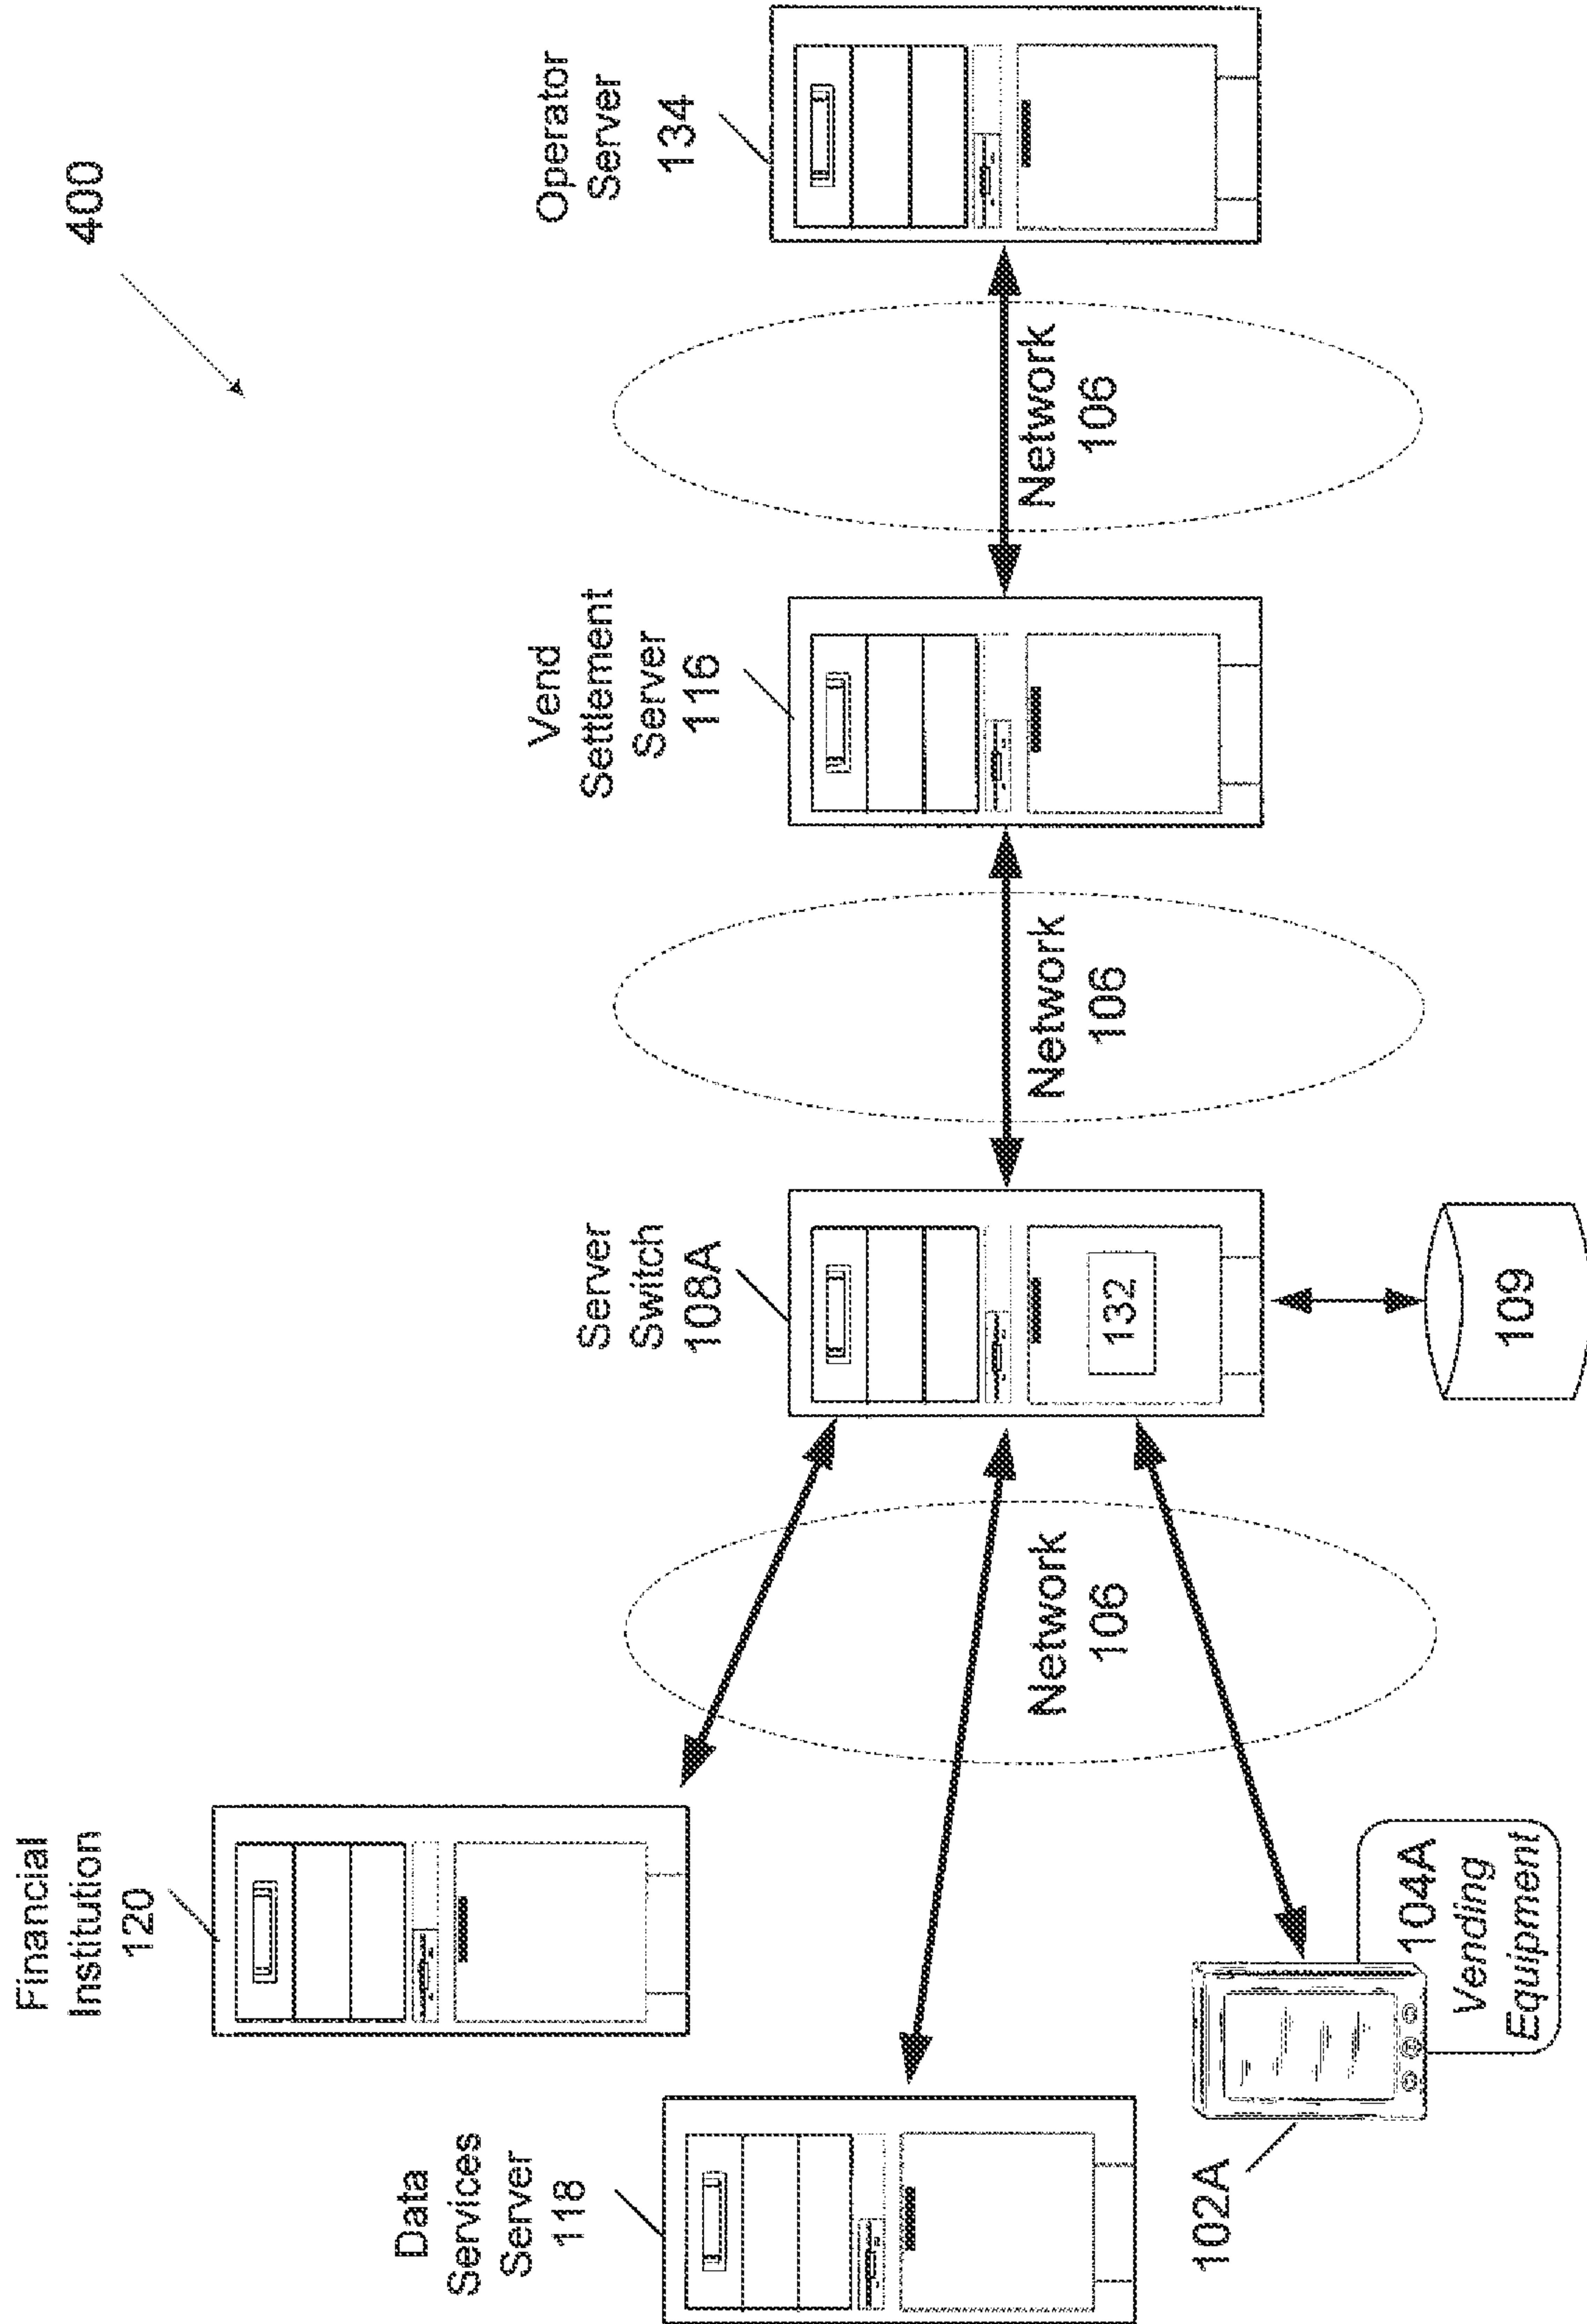 400
Financial
Institution
120
Data
Services
Server
118
Server
Switch
108A
Vend
Settlement
Server
116
Operator
Server
134
Network
106
Network
106
Network
106
132
109
102A
104A
Vending
Equipment